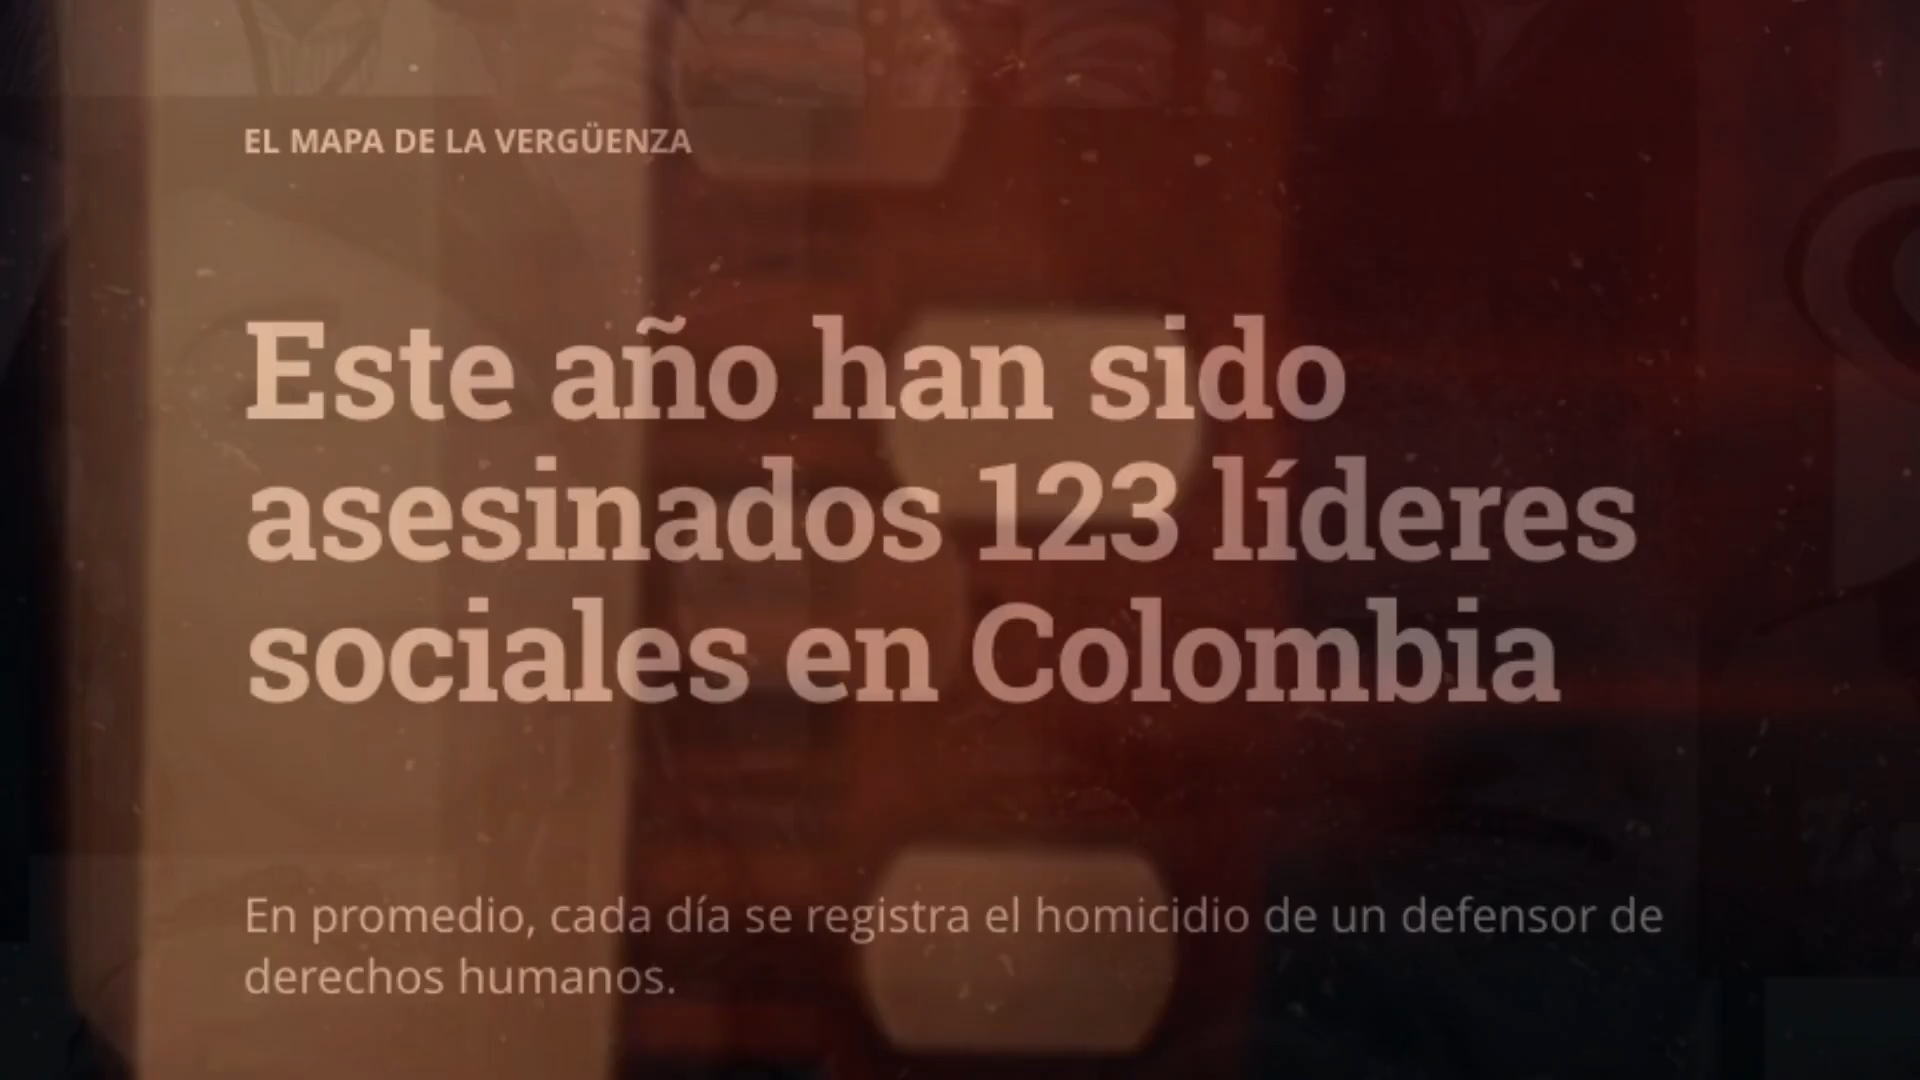 EL MAPA DE LA VERGÜENZA
Este año han sido
asesinados 123 líderes
sociales en Colombia
En promedio, cada día se registra el homicidio de un defensor de
derechos humanos.